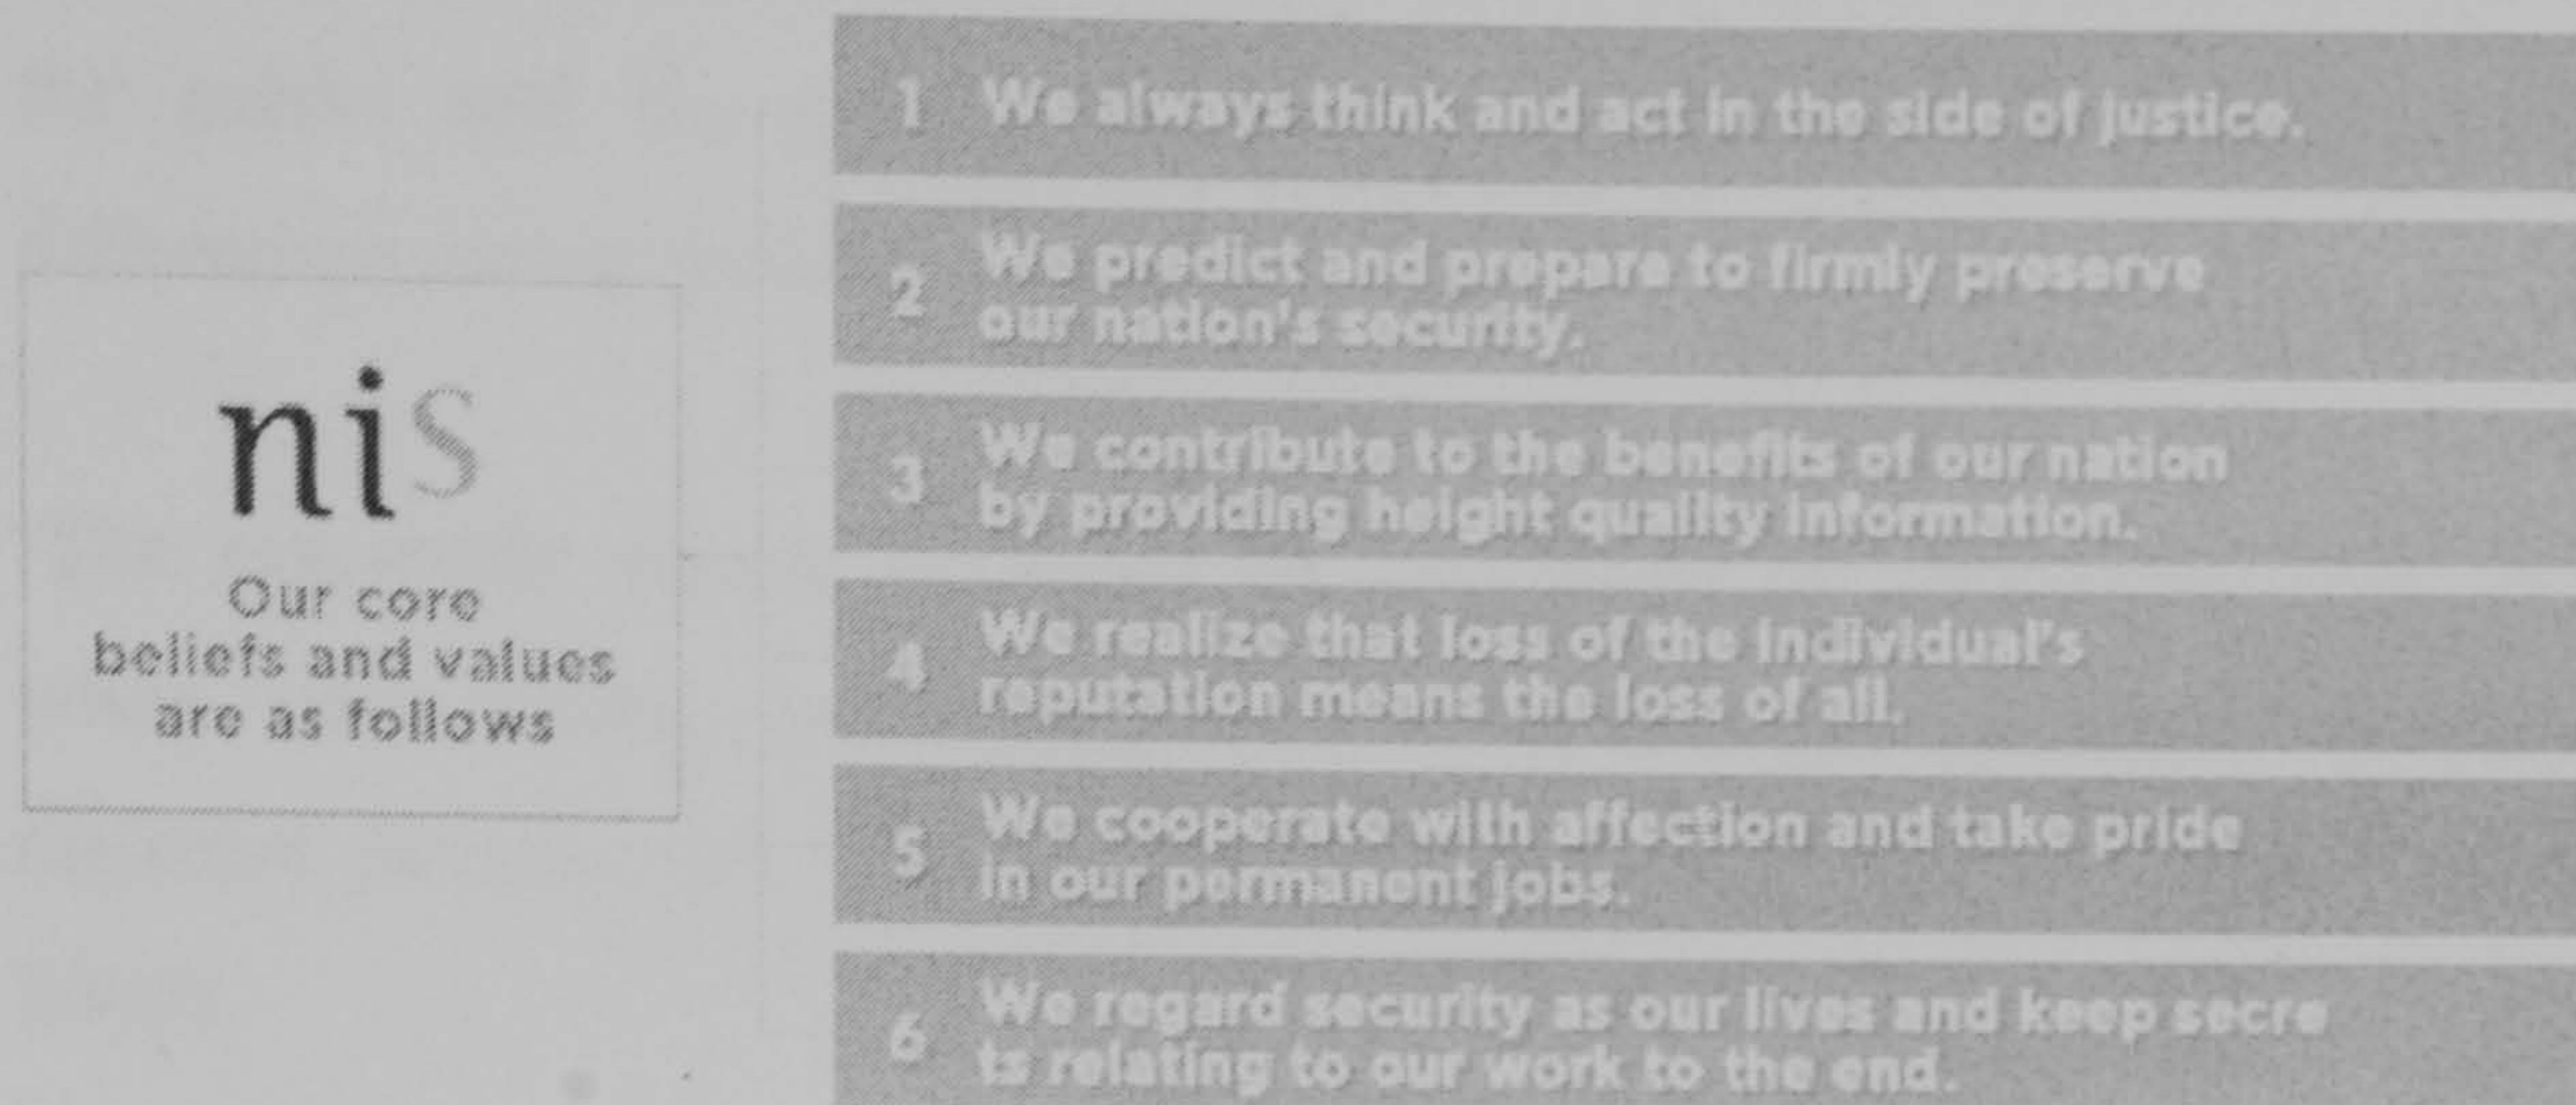 nis
Our core
beliefs and values
are as follows
1 We always think and act in the side of justice.
2 We predict and prepare to firmly preserve
our nation's security.
3 We contribute to the benefits of our nation
by providing height quality information.
4 We realize that loss of the individual's
reputation means the loss of all.
5 We cooperate with affection and take pride
in our permanent jobs.
6 We regard security as our lives and keep secre
ts relating to our work to the end.